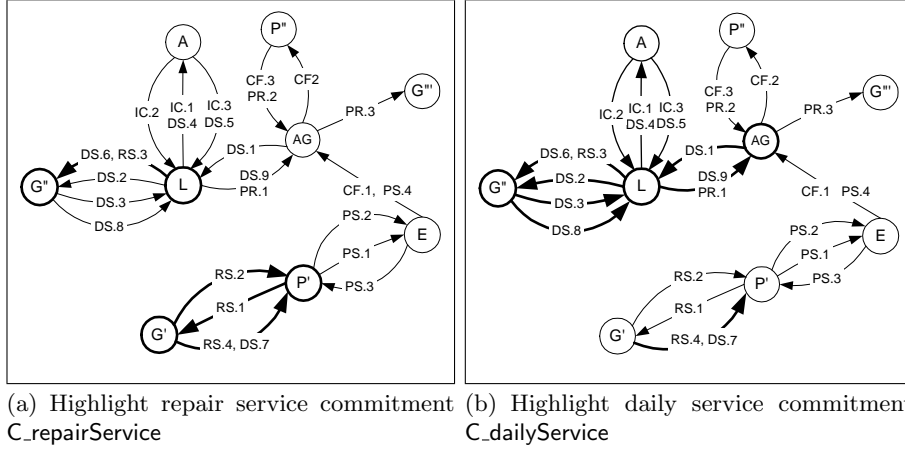 P"
A
CF.3
PR.2
CF2
G"'
IC.2
IC.1
DS.4
IC.3
DS.5
PR.3
AG
DS.6, RS.3
DS.1
G"
DS.2
L
DS.9
PR.1
DS.3
CF.1, PS.4
DS.8
PS.2
E
PS.1
RS.2
P'
PS.3
RS.1
G'
RS.4, DS.7
(a) Highlight repair service commitment
C_repairService
P"
A
CF.3
PR.2
CF.2
G"'
IC.2
IC.1
DS.4
IC.3
DS.5
PR.3
AG
DS.6, RS.3
DS.1
G"
DS.2
L
DS.9
PR.1
DS.3
CF.1 PS.4
DS.8
PS.2
E
PS.1
RS.2
P'
PS.3
RS.1
G'
RS.4, DS.7
(b) Highlight daily service commitment
C_dailyService